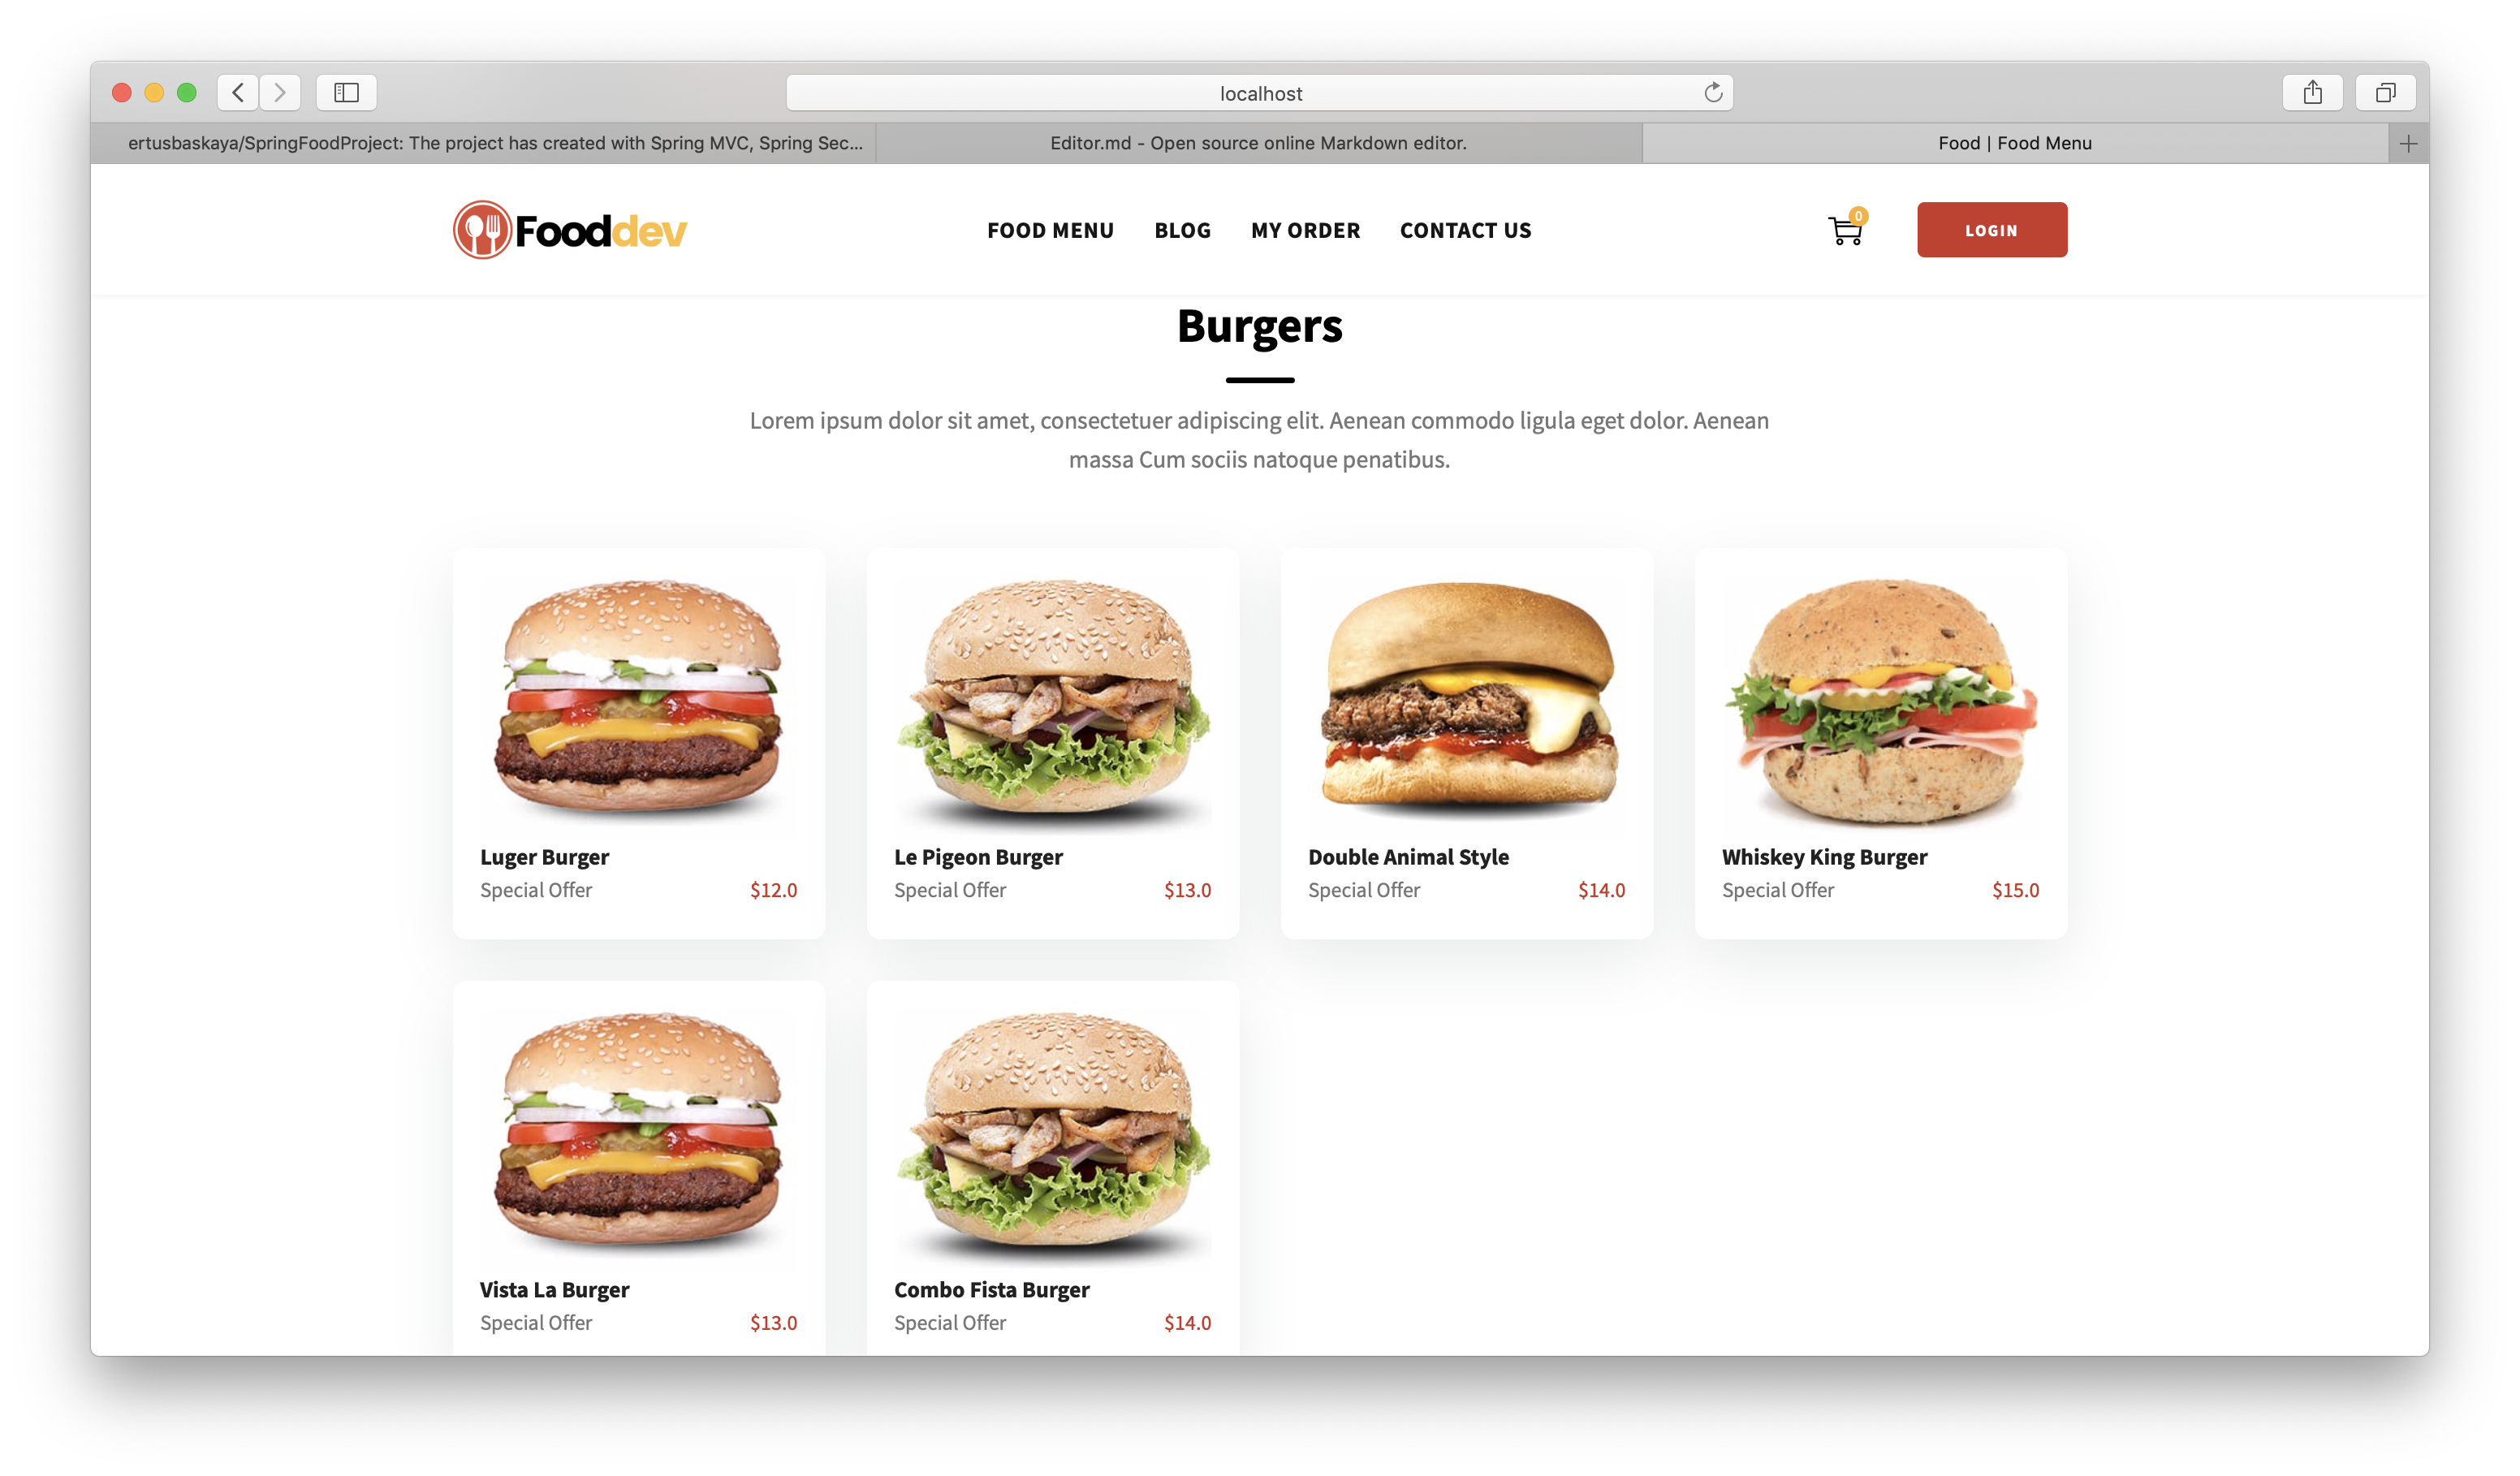 localhost
ertusbaskaya/SpringFoodProject: The project has created with Spring MVC, Spring Sec...
Editor.md - Open source online Markdown editor.
Food | Food Menu
Fooddev
FOOD MENU
BLOG
MY ORDER
CONTACT US
0
LOGIN
Burgers
Lorem ipsum dolor sit amet, consectetuer adipiscing elit. Aenean commodo ligula eget dolor. Aenean
massa Cum sociis natoque penatibus.
Luger Burger
Special Offer
$12.0
Le Pigeon Burger
Special Offer
$13.0
Double Animal Style
Special Offer
$14.0
Whiskey King Burger
Special Offer
$15.0
Vista La Burger
Special Offer
$13.0
Combo Fista Burger
Special Offer
$14.0